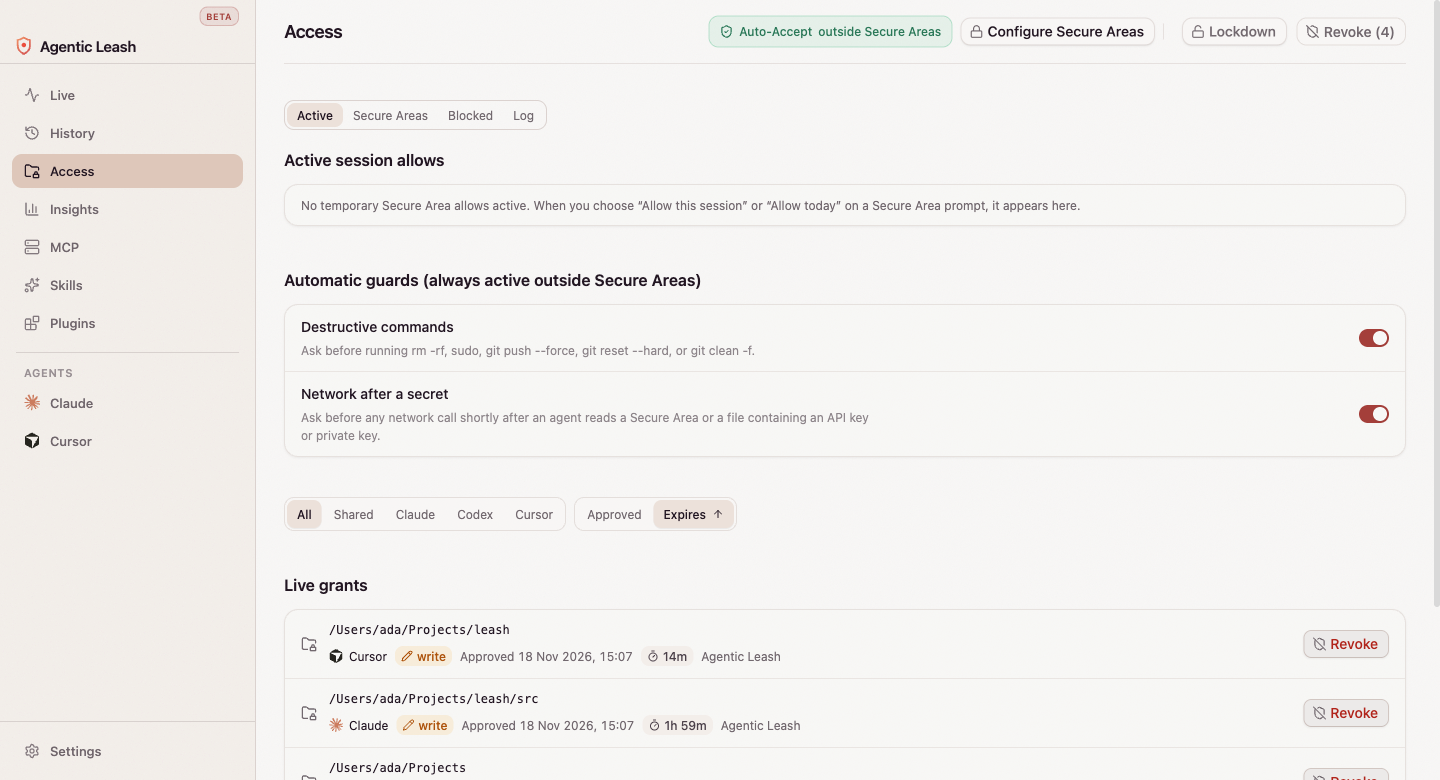 BETA
Agentic Leash
Live
History
Access
Insights
MCP
Skills
Plugins
AGENTS
Claude
Cursor
Settings
Access
Auto-Accept outside Secure Areas
Configure Secure Areas
Lockdown
Revoke (4)
Active
Secure Areas
Blocked
Log
Active session allows
No temporary Secure Area allows active. When you choose “Allow this session” or “Allow today” on a Secure Area prompt, it appears here.
Automatic guards (always active outside Secure Areas)
Destructive commands
Ask before running rm -rf, sudo, git push --force, git reset --hard, or git clean -f.
Network after a secret
Ask before any network call shortly after an agent reads a Secure Area or a file containing an API key
or private key.
All
Shared
Claude
Codex
Cursor
Approved
Expires ↑
Live grants
/Users/ada/Projects/leash
Cursor write Approved 18 Nov 2026, 15:07 14m Agentic Leash
Revoke
/Users/ada/Projects/leash/src
Claude write Approved 18 Nov 2026, 15:07 1h 59m Agentic Leash
Revoke
/Users/ada/Projects
Revoke